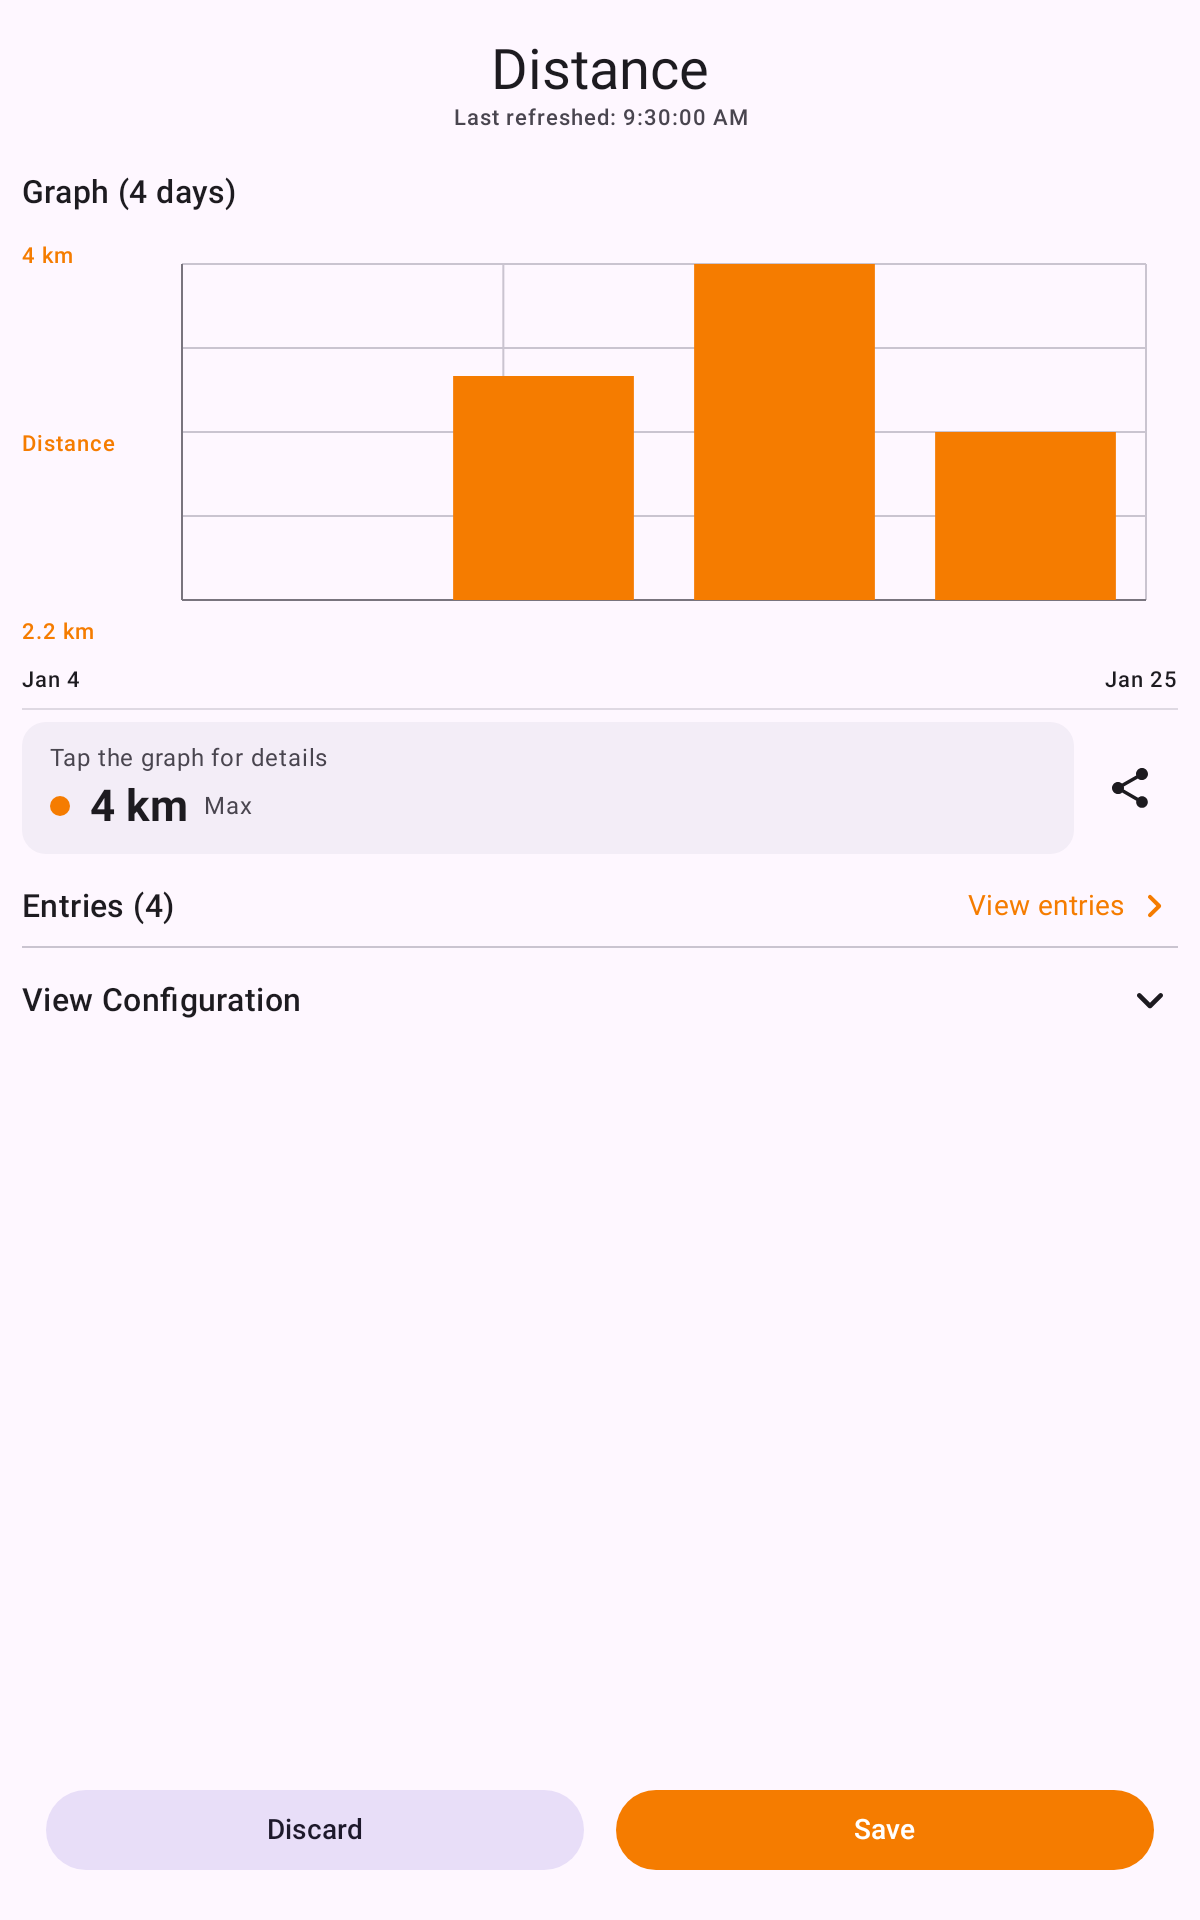 Distance
Last refreshed: 9:30:00 AM
Graph (4 days)
4 km
Distance
2.2 km
Jan 4
Jan 25
Tap the graph for details
4 km Max
Entries (4)
View entries
View Configuration
Discard
Save